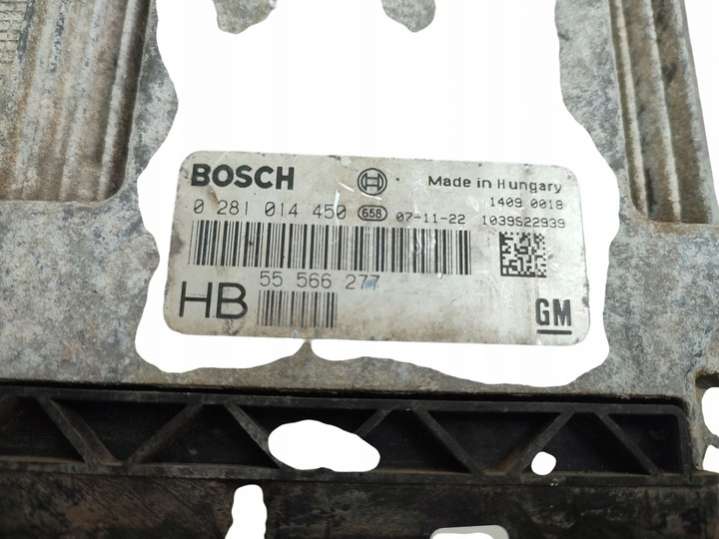 BOSCH Made in Hungary
1409 0018
0 281 014 450 658 07-11-22 1039S22939
55 566 277
HB GM